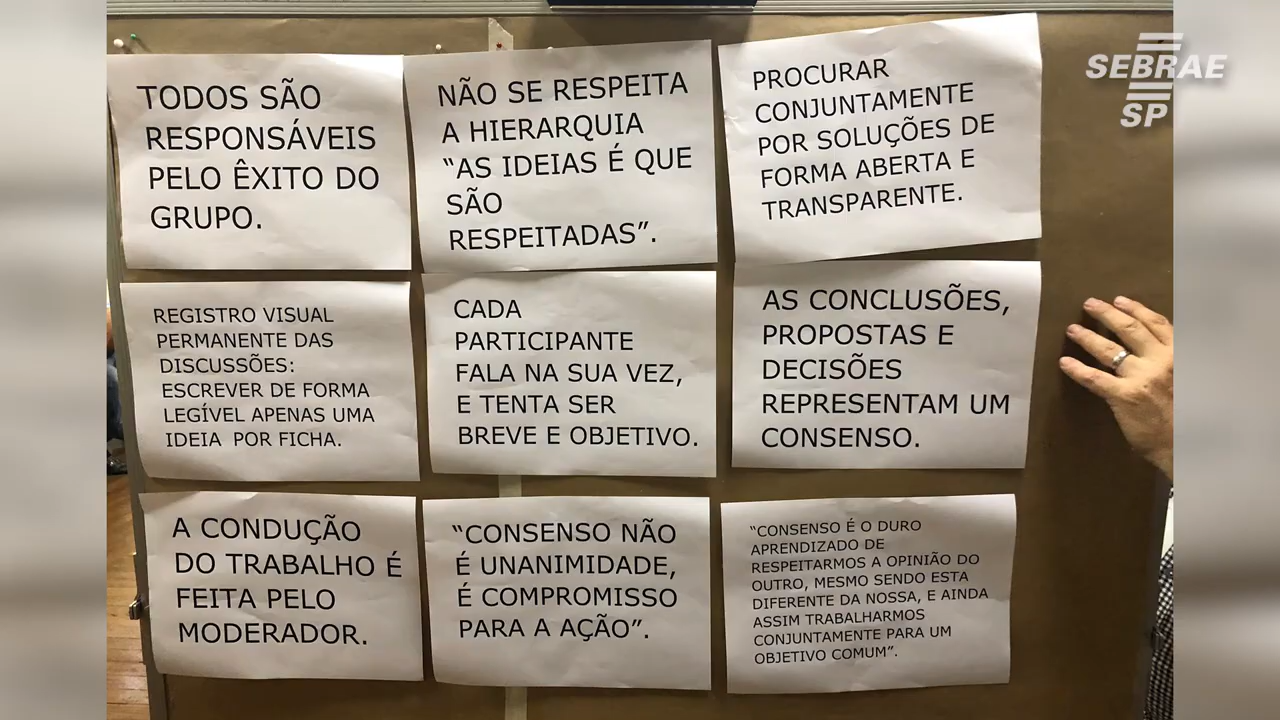 TODOS SÃO
RESPONSÁVEIS
PELO ÊXITO DO
GRUPO.
NÃO SE RESPEITA
A HIERARQUIA
“AS IDEIAS É QUE
SÃO
RESPEITADAS”.
PROCURAR
CONJUNTAMENTE
POR SOLUÇÕES DE
FORMA ABERTA E
TRANSPARENTE.
SEBRAE
SP
REGISTRO VISUAL
PERMANENTE DAS
DISCUSSÕES:
ESCREVER DE FORMA
LEGÍVEL APENAS UMA
IDEIA POR FICHA.
CADA
PARTICIPANTE
FALA NA SUA VEZ,
E TENTA SER
BREVE E OBJETIVO.
AS CONCLUSÕES,
PROPOSTAS E
DECISÕES
REPRESENTAM UM
CONSENSO.
A CONDUÇÃO
DO TRABALHO É
FEITA PELO
MODERADOR.
“CONSENSO NÃO
É UNANIMIDADE,
É COMPROMISSO
PARA A AÇÃO”.
“CONSENSO É O DURO
APRENDIZADO DE
RESPEITARMOS A OPINIÃO DO
OUTRO, MESMO SENDO ESTA
DIFERENTE DA NOSSA, E AINDA
ASSIM TRABALHARMOS
CONJUNTAMENTE PARA UM
OBJETIVO COMUM”.